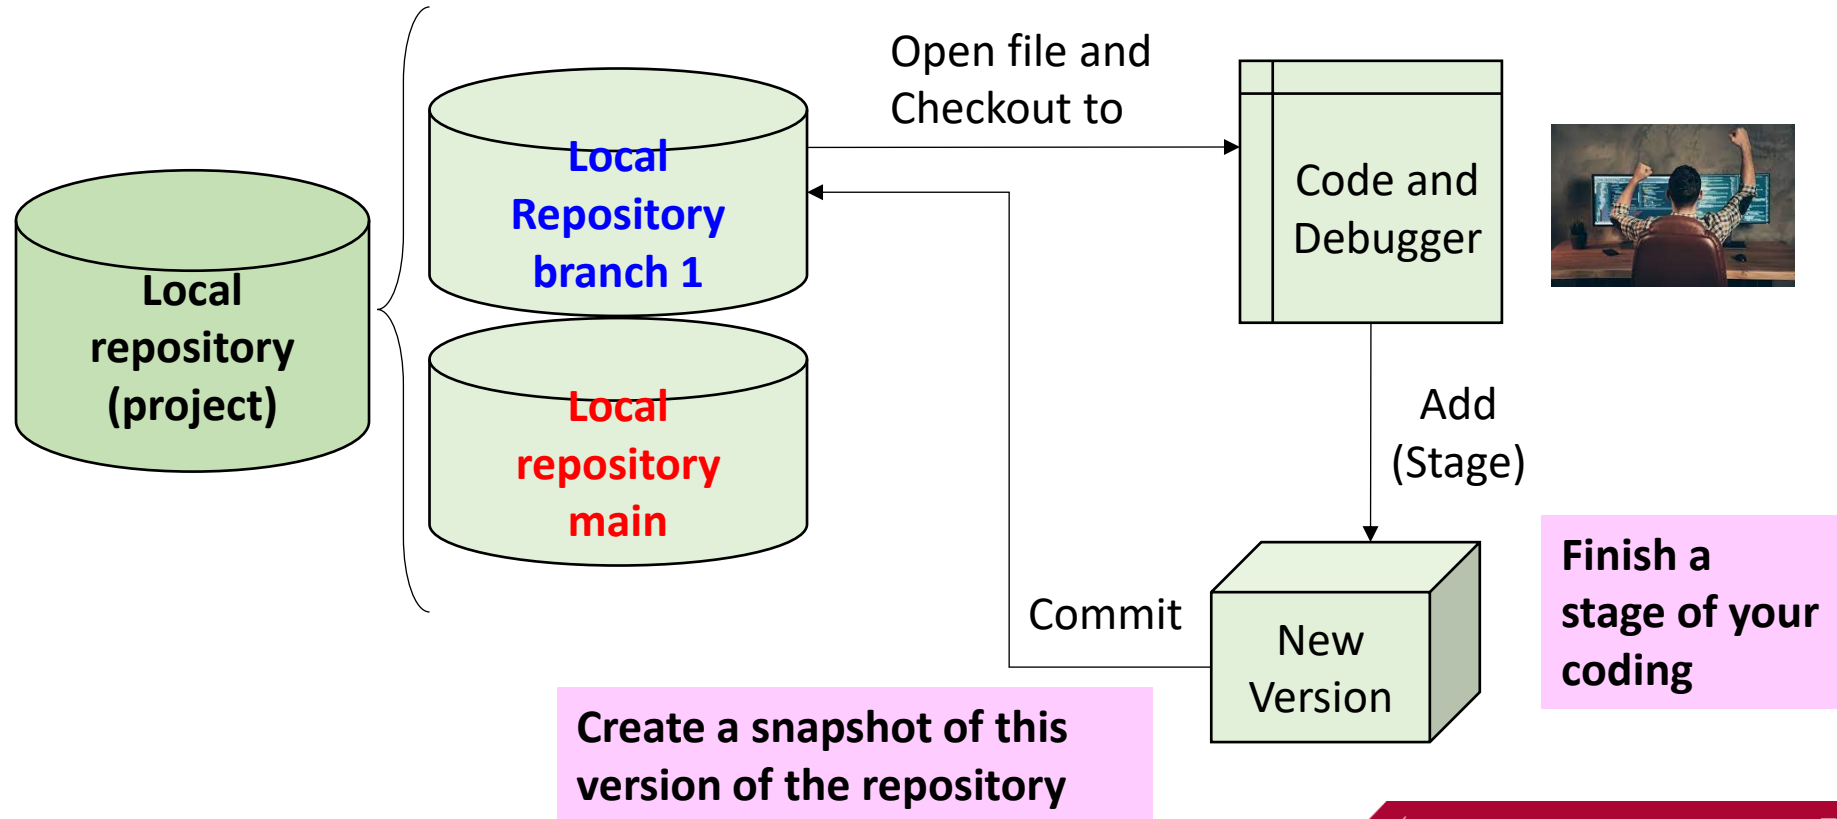 Local
repository
(project)
Local
Repository
branch 1
Local
repository
main
Open file and
Checkout to
Code and
Debugger
Add
(Stage)
Finish a
stage of your
coding
New
Version
Commit
Create a snapshot of this
version of the repository